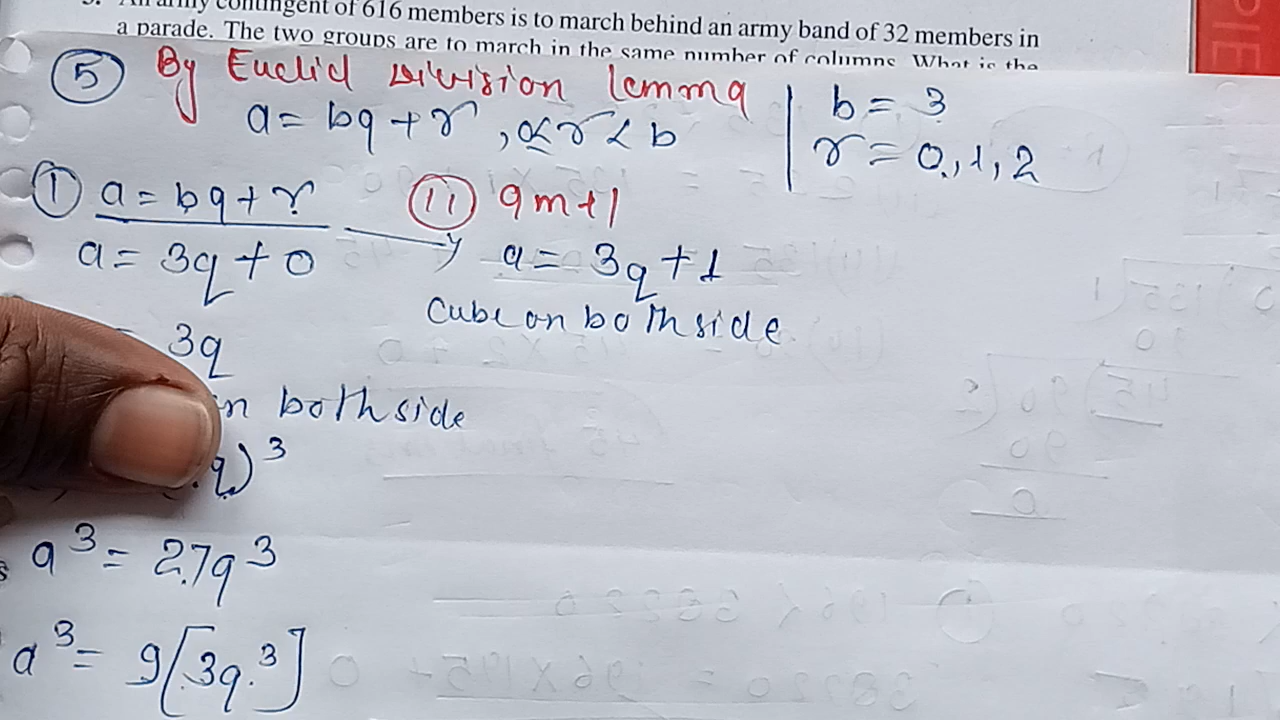 army contingent of 616 members is to march behind an army band of 32 members in
a parade. The two groups are to march in the same number of columns. What is the
5 By Euclid Division lemma
a = bq + r , 0≤r < b
b = 3
r = 0, 1, 2
① a = bq + r
a = 3q + 0
= 3q
n both side
q)³
a³ = 27q³
a³ = 9[3q³]
11 9m+1
a = 3q + 1
Cube on both side
PIE